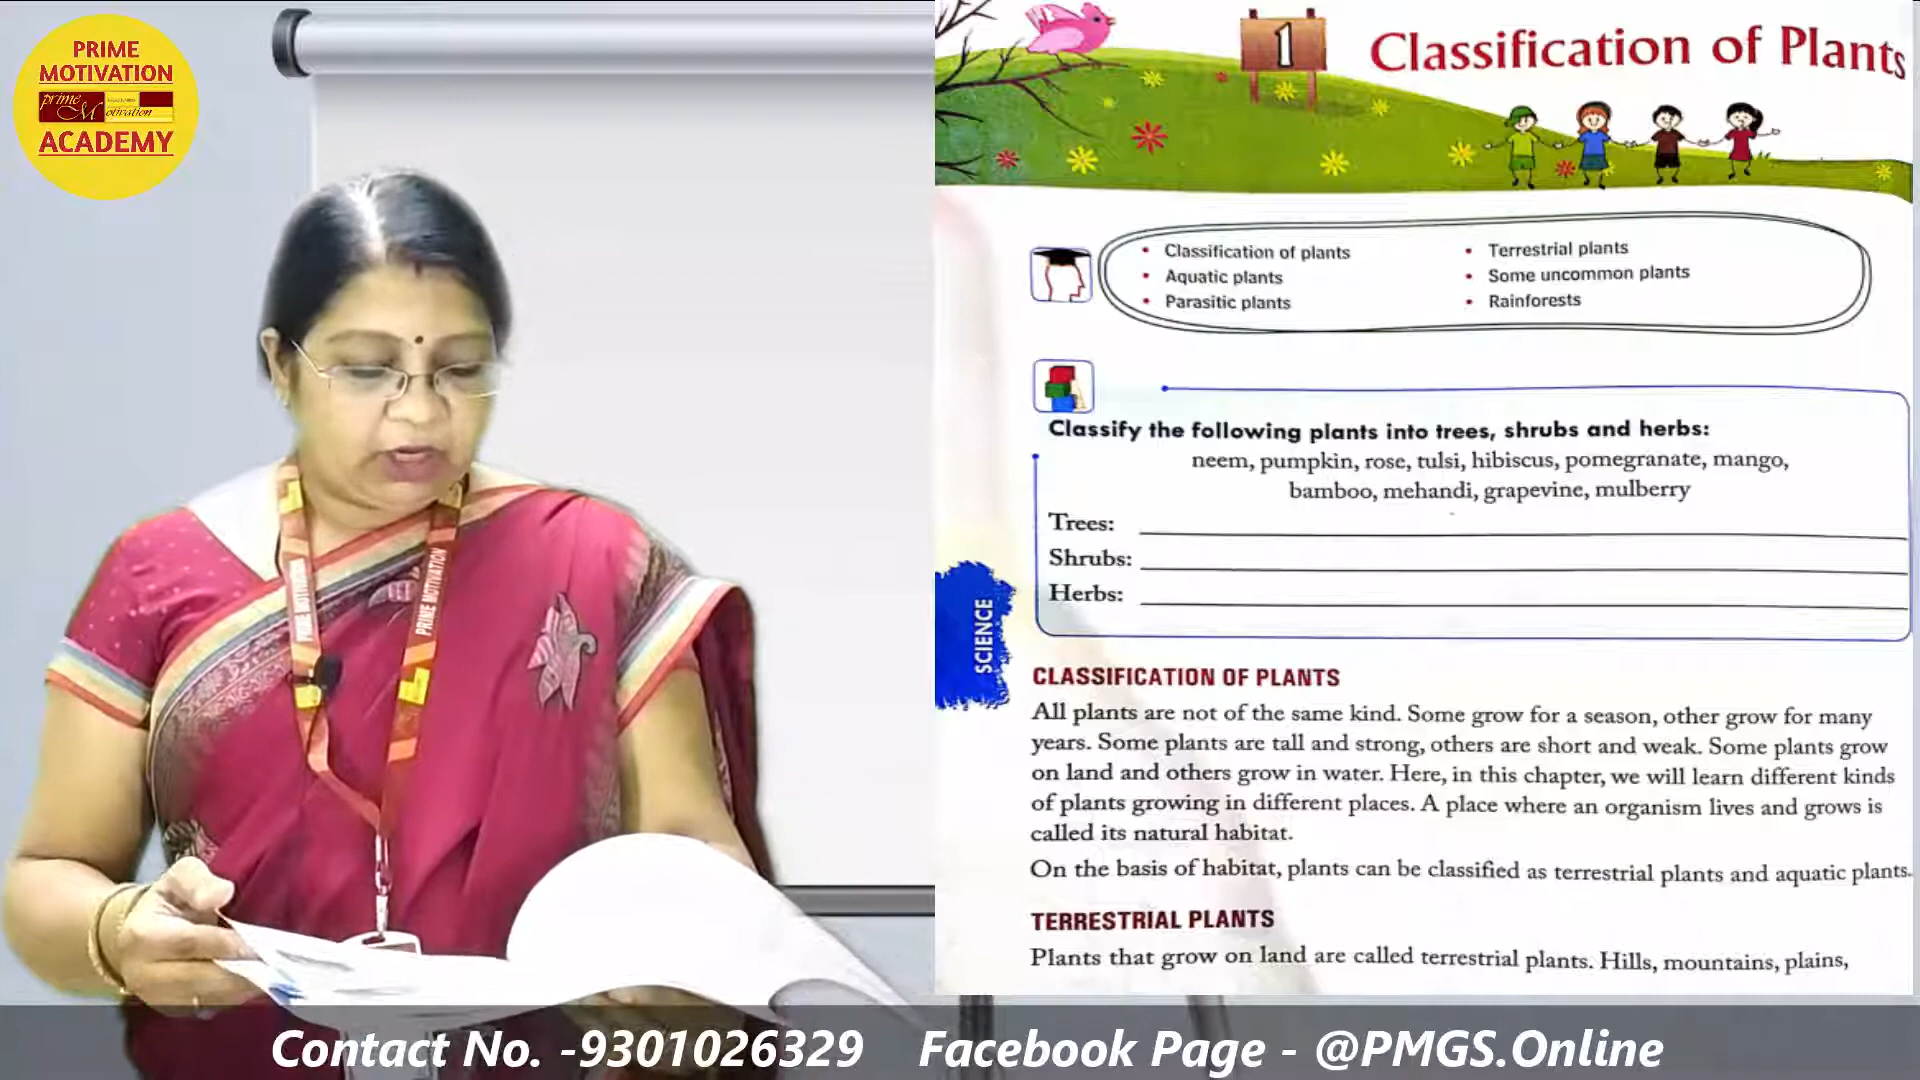 PRIME
MOTIVATION
prime
Motivation
ACADEMY
PRIME MOTIVATION
PRIME MOTIVATION
1
Classification of Plants
• Classification of plants
• Aquatic plants
• Parasitic plants
• Terrestrial plants
• Some uncommon plants
• Rainforests
Classify the following plants into trees, shrubs and herbs:
neem, pumpkin, rose, tulsi, hibiscus, pomegranate, mango,
bamboo, mehandi, grapevine, mulberry
Trees:
Shrubs:
Herbs:
SCIENCE
CLASSIFICATION OF PLANTS
All plants are not of the same kind. Some grow for a season, other grow for many
years. Some plants are tall and strong, others are short and weak. Some plants grow
on land and others grow in water. Here, in this chapter, we will learn different kinds
of plants growing in different places. A place where an organism lives and grows is
called its natural habitat.
On the basis of habitat, plants can be classified as terrestrial plants and aquatic plants.
TERRESTRIAL PLANTS
Plants that grow on land are called terrestrial plants. Hills, mountains, plains,
Contact No. -9301026329 Facebook Page - @PMGS.Online